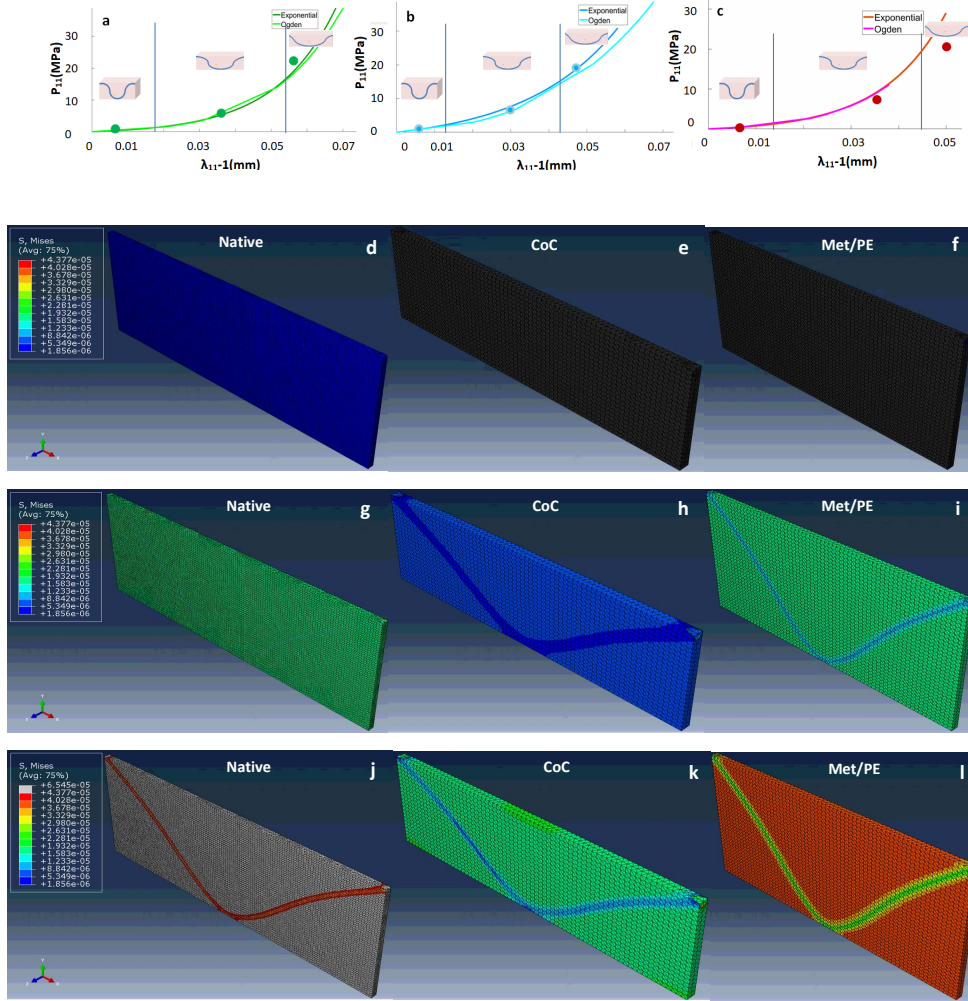 a
P11(MPa)
40
30
20
10
0
Exponential
Ogden
0
0.01
0.03
0.05
0.07
λ11-1(mm)
b
40
30
20
10
0
Exponential
Ogden
0
0.01
0.03
0.05
0.07
λ11-1(mm)
c
P11(MPa)
30
20
10
0
Exponential
Ogden
0.01
0.03
0.05
λ11-1(mm)
S, Mises
(Avg: 75%)
+4.377e-05
+4.028e-05
+3.678e-05
+3.329e-05
+2.980e-05
+2.631e-05
+2.281e-05
+1.932e-05
+1.583e-05
+1.233e-05
+8.842e-06
+5.349e-06
+1.856e-06
Native
d
CoC
e
Met/PE
f
S, Mises
(Avg: 75%)
+4.377e-05
+4.028e-05
+3.678e-05
+3.329e-05
+2.980e-05
+2.631e-05
+2.281e-05
+1.932e-05
+1.583e-05
+1.233e-05
+8.842e-06
+5.349e-06
+1.856e-06
Native
g
CoC
h
Met/PE
i
S, Mises
(Avg: 75%)
+6.545e-05
+4.377e-05
+4.028e-05
+3.678e-05
+3.329e-05
+2.980e-05
+2.631e-05
+2.281e-05
+1.932e-05
+1.583e-05
+1.233e-05
+8.842e-06
+5.349e-06
+1.856e-06
Native
j
CoC
k
Met/PE
l